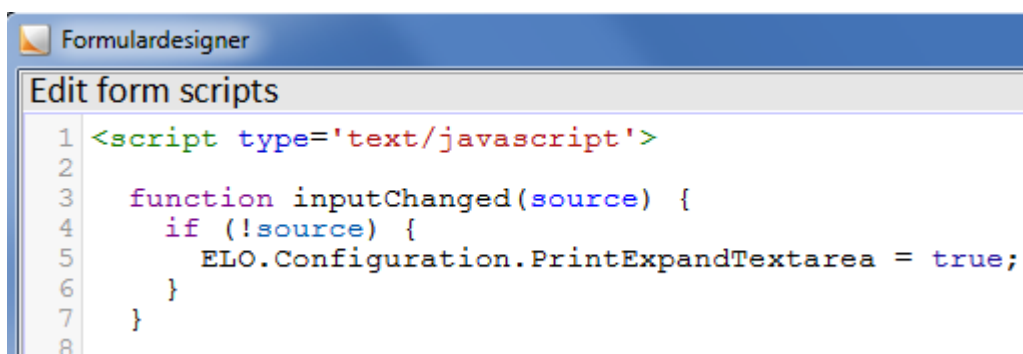 Formulardesigner
Edit form scripts
1 <script type='text/javascript'>
2
3 function inputChanged(source) {
4 if (!source) {
5 ELO.Configuration.PrintExpandTextarea = true;
6 }
7 }
8